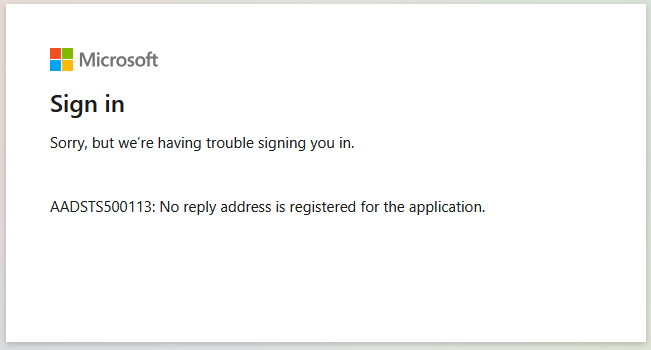 Microsoft
Sign in
Sorry, but we're having trouble signing you in.
AADSTS500113: No reply address is registered for the application.